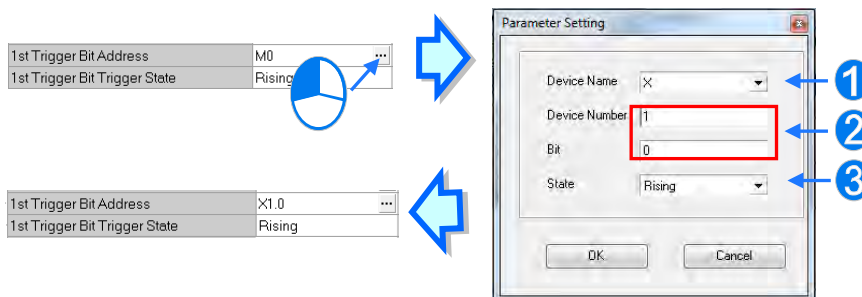 1st Trigger Bit Address M0 ...
1st Trigger Bit Trigger State Rising
Parameter Setting
Device Name X
Device Number 1
Bit 0
State Rising
OK Cancel
1
2
3
1st Trigger Bit Address X1.0 ...
1st Trigger Bit Trigger State Rising